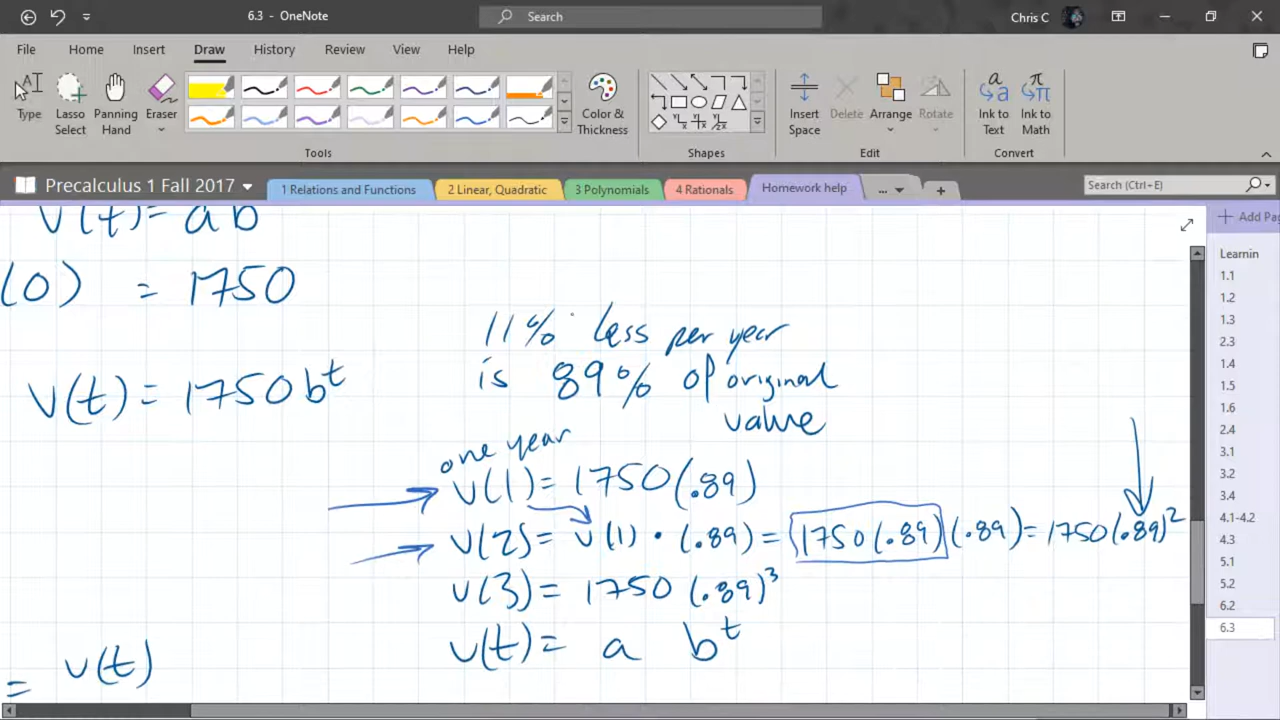 6.3 - OneNote
Search
Chris C
File Home Insert Draw History Review View Help
Type
Lasso Select
Panning Hand
Eraser
Color & Thickness
Insert Space
Delete
Arrange
Rotate
Ink to Text
Ink to Math
Tools
Shapes
Edit
Convert
Precalculus 1 Fall 2017
1 Relations and Functions
2 Linear, Quadratic
3 Polynomials
4 Rationals
Homework help
...
Search (Ctrl+E)
Add Pag
Learnin
1.1
1.2
1.3
2.3
1.4
1.5
1.6
2.4
3.1
3.2
3.4
4.1-4.2
4.3
5.1
5.2
6.2
6.3
v(t)= ab
(0) = 1750
v(t)= 1750b^t
11% less per year
is 89% of original
value
one year
v(1)= 1750(.89)
v(2)= v(1) · (.89) = 1750(.89)(.89)= 1750(.89)^2
v(3)= 1750 (.89)^3
v(t)= a b^t
= v(t)